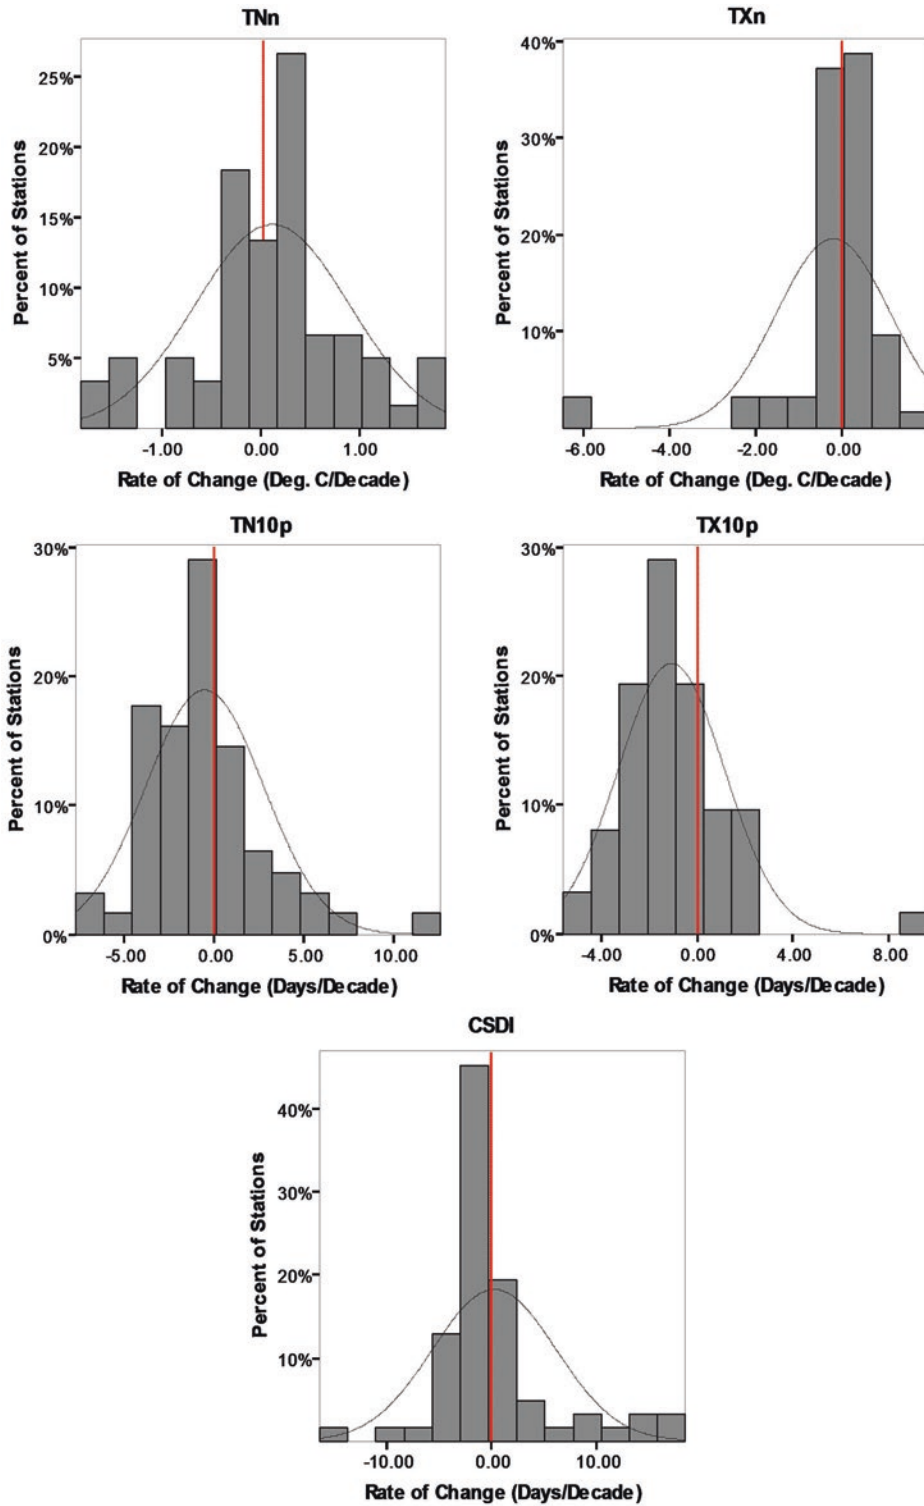 TNn
Percent of Stations
25%
20%
15%
10%
5%
-1.00 0.00 1.00
Rate of Change (Deg. C/Decade)
TXn
Percent of Stations
40%
30%
20%
10%
-6.00 -4.00 -2.00 0.00
Rate of Change (Deg. C/Decade)
TN10p
Percent of Stations
30%
20%
10%
0%
-5.00 0.00 5.00 10.00
Rate of Change (Days/Decade)
TX10p
Percent of Stations
30%
20%
10%
0%
-4.00 0.00 4.00 8.00
Rate of Change (Days/Decade)
CSDI
Percent of Stations
40%
30%
20%
10%
-10.00 0.00 10.00
Rate of Change (Days/Decade)